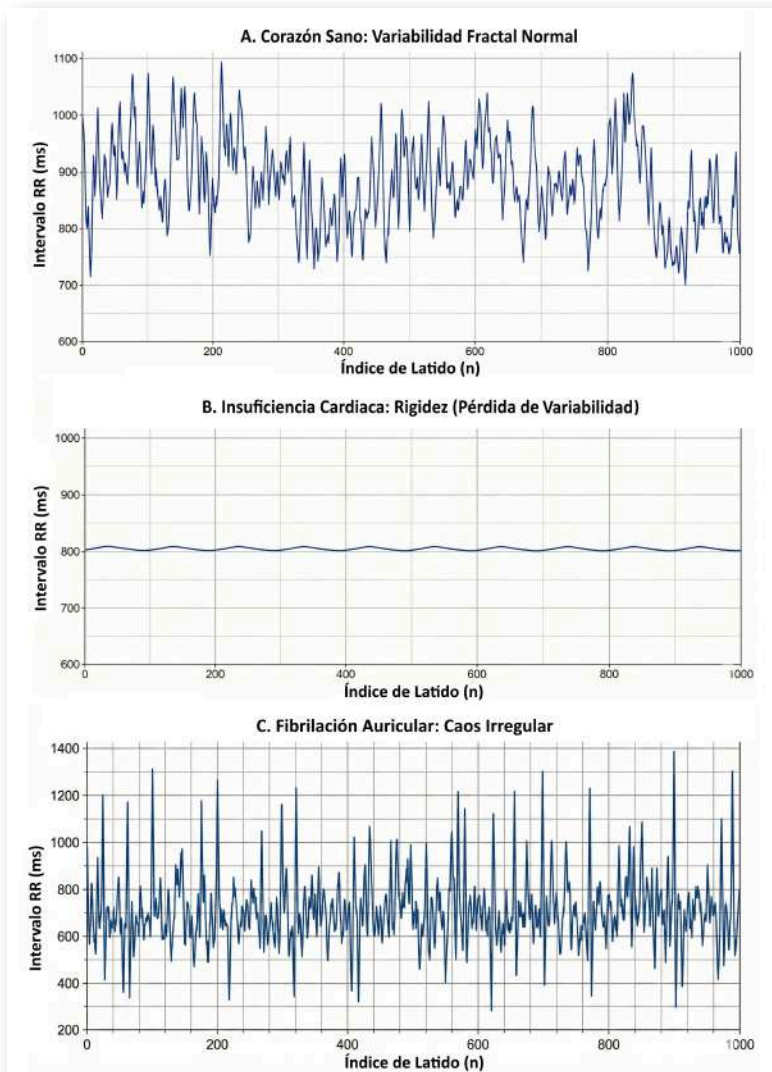 A. Corazón Sano: Variabilidad Fractal Normal
1100
1000
900
800
700
600
Intervalo RR (ms)
0 200 400 600 800 1000
Índice de Latido (n)
B. Insuficiencia Cardiaca: Rigidez (Pérdida de Variabilidad)
1000
900
800
700
600
Intervalo RR (ms)
0 200 400 600 800 1000
Índice de Latido (n)
C. Fibrilación Auricular: Caos Irregular
1400
1200
1000
800
600
400
200
Intervalo RR (ms)
0 200 400 600 800 1000
Índice de Latido (n)